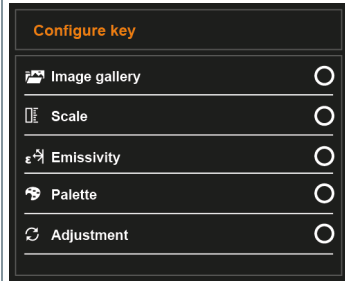 Configure key
Image gallery
Scale
ε Emissivity
Palette
Adjustment